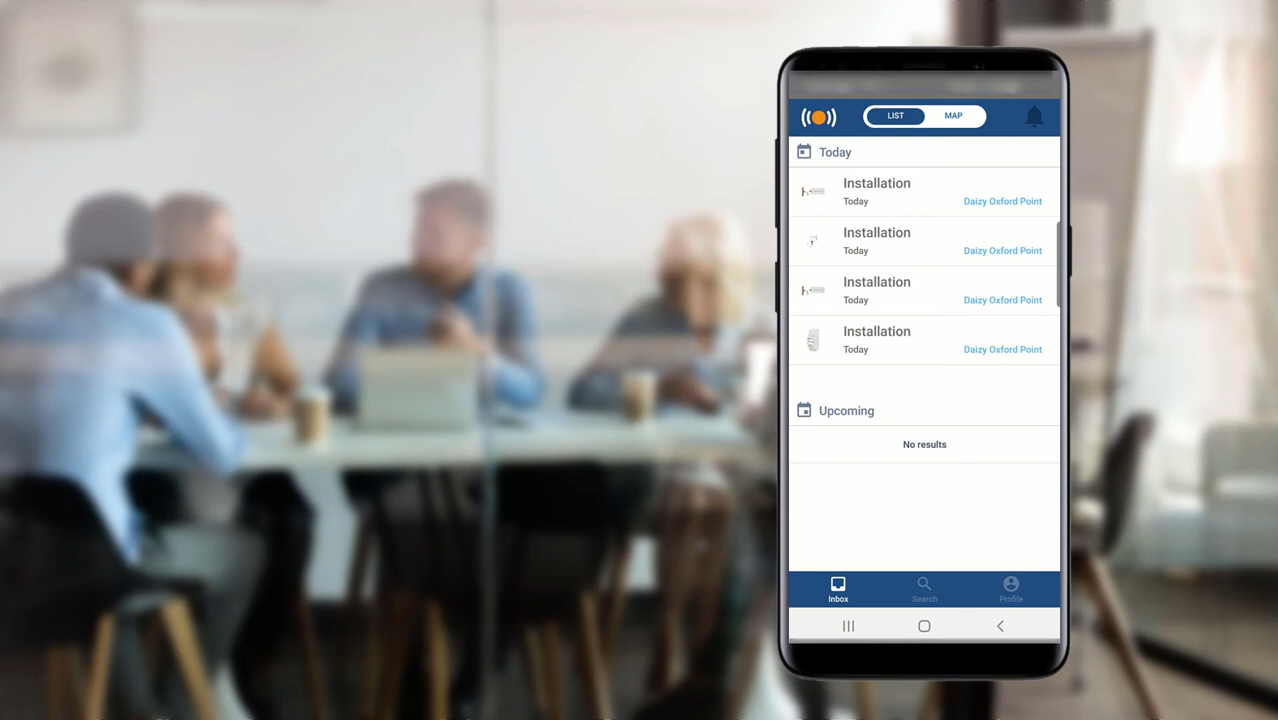 LIST MAP
Today
Installation
Today Daizy Oxford Point
Installation
Today Daizy Oxford Point
Installation
Today Daizy Oxford Point
Installation
Today Daizy Oxford Point
Upcoming
No results
Inbox Search Profile